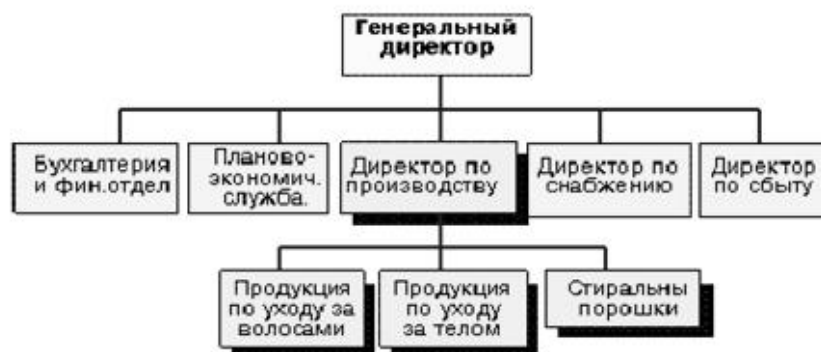 Генеральный
директор
Бухгалтерия
и фин.отдел
Планово-
экономич.
служба.
Директор по
производству
Директор по
снабжению
Директор
по сбыту
Продукция
по уходу за
волосами
Продукция
по уходу
за телом
Стиральны
порошки